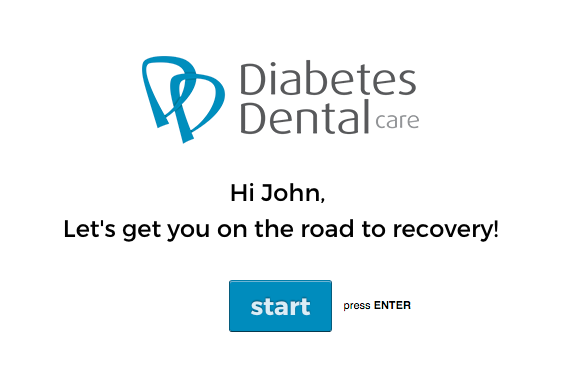 Diabetes
Dental care
Hi John,
Let's get you on the road to recovery!
start press ENTER